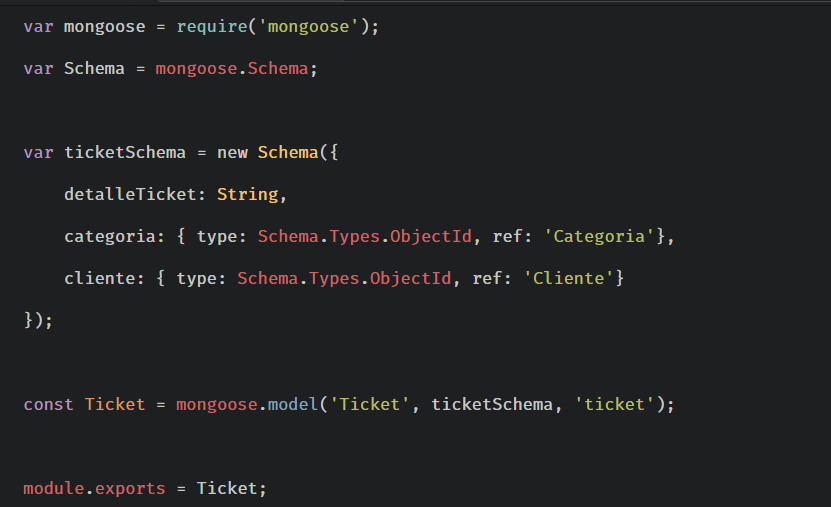 var mongoose = require('mongoose');
var Schema = mongoose.Schema;
var ticketSchema = new Schema({
    detalleTicket: String,
    categoria: { type: Schema.Types.ObjectId, ref: 'Categoria'},
    cliente: { type: Schema.Types.ObjectId, ref: 'Cliente'}
});
const Ticket = mongoose.model('Ticket', ticketSchema, 'ticket');
module.exports = Ticket;